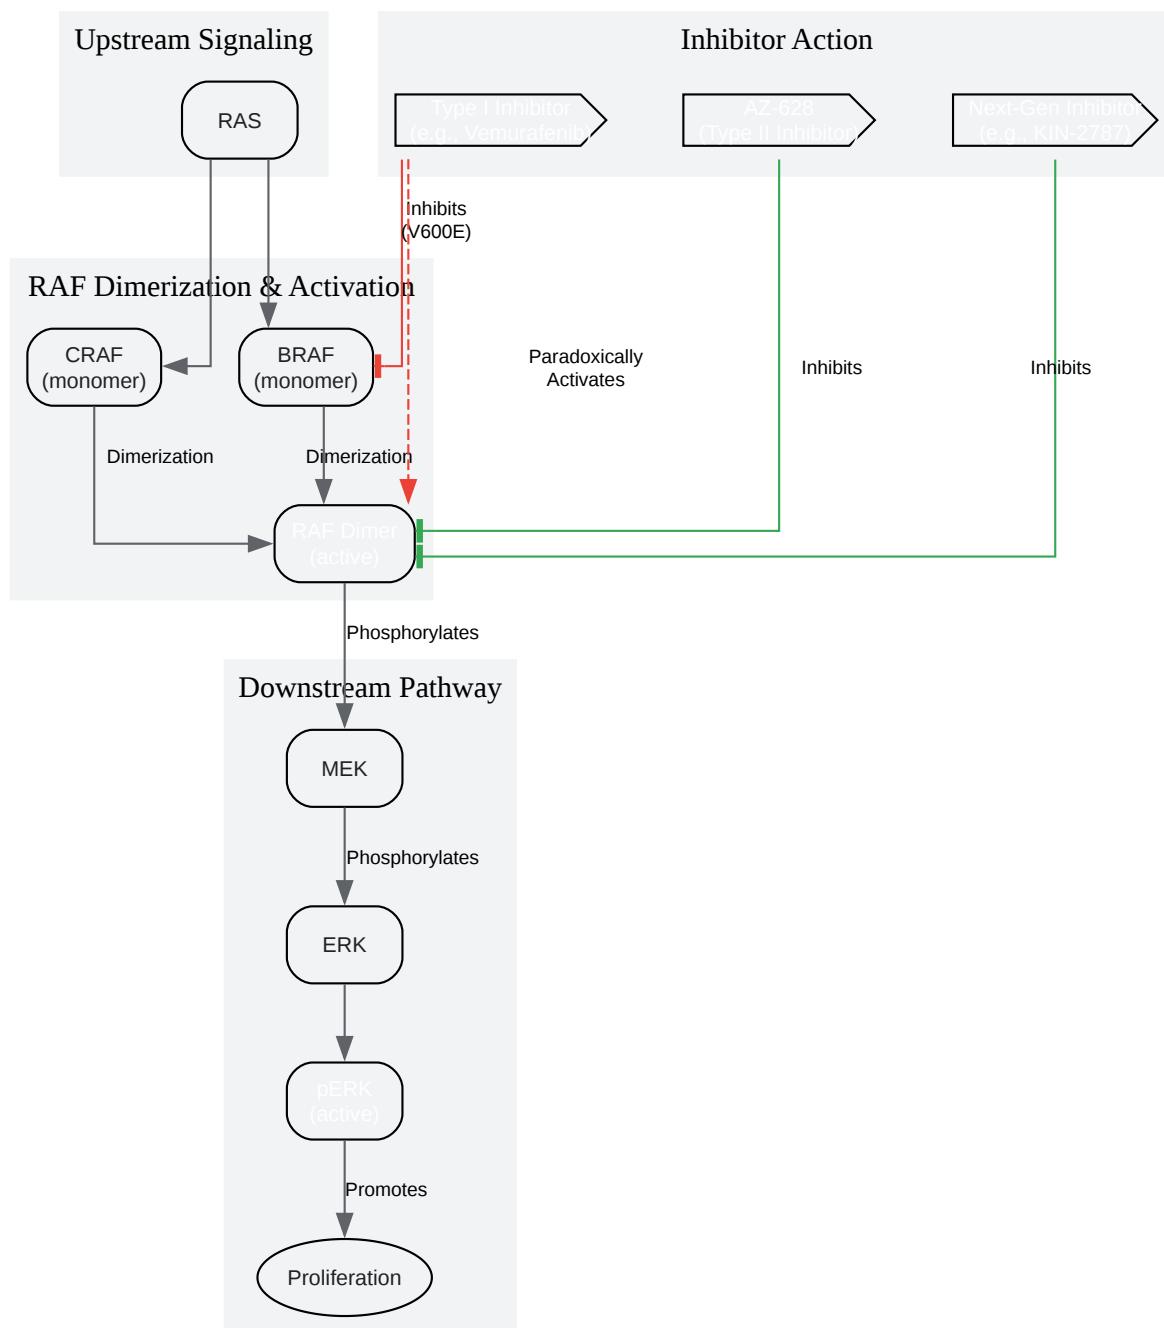 Upstream Signaling
Inhibitor Action
RAS
Type I Inhibitor
(e.g., Vemurafenib)
AZ-628
(Type II Inhibitor)
Next-Gen Inhibitor
(e.g., KIN-2787)
Inhibits
(V600E)
RAF Dimerization & Activation
CRAF
(monomer)
BRAF
(monomer)
Paradoxically
Activates
Inhibits
Inhibits
Dimerization
Dimerization
RAF Dimer
(active)
Phosphorylates
Downstream Pathway
MEK
Phosphorylates
ERK
pERK
(active)
Promotes
Proliferation